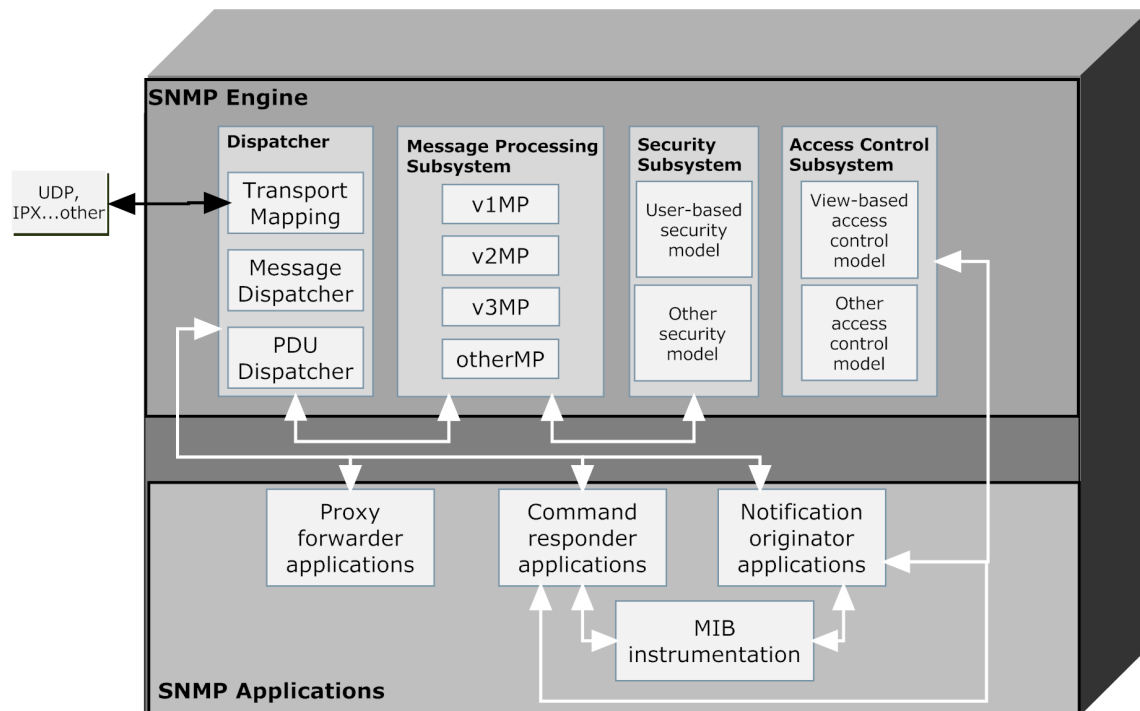 SNMP Engine
UDP,
IPX...other
Dispatcher
Transport
Mapping
Message
Dispatcher
PDU
Dispatcher
Message Processing
Subsystem
v1MP
v2MP
v3MP
otherMP
Security
Subsystem
User-based
security
model
Other
security
model
Access Control
Subsystem
View-based
access
control
model
Other
access
control
model
Proxy
forwarder
applications
Command
responder
applications
Notification
originator
applications
MIB
instrumentation
SNMP Applications